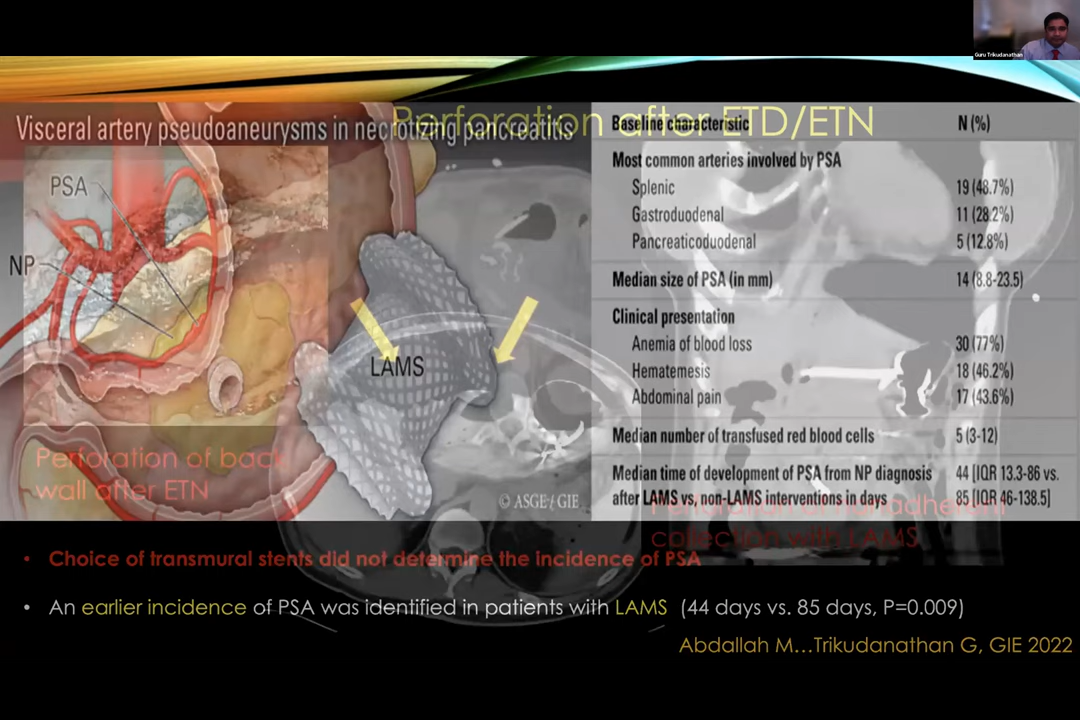 Guru Trikudanathan
Perforation after ETD/ETN
Visceral artery pseudoaneurysms in necrotizing pancreatitis
PSA
NP
LAMS
© ASGE/GIE
Baseline characteristic N (%)
Most common arteries involved by PSA
Splenic 19 (48.7%)
Gastroduodenal 11 (28.2%)
Pancreaticoduodenal 5 (12.8%)
Median size of PSA (in mm) 14 (8.8-23.5)
Clinical presentation
Anemia of blood loss 30 (77%)
Hematemesis 18 (46.2%)
Abdominal pain 17 (43.6%)
Median number of transfused red blood cells 5 (3-12)
Median time of development of PSA from NP diagnosis 44 [IQR 13.3-86 vs.
after LAMS vs. non-LAMS interventions in days 85 [IQR 46-138.5]
Perforation of back
wall after ETN
Perforation of nonadherent
collection with LAMS
• Choice of transmural stents did not determine the incidence of PSA
• An earlier incidence of PSA was identified in patients with LAMS (44 days vs. 85 days, P=0.009)
Abdallah M…Trikudanathan G, GIE 2022